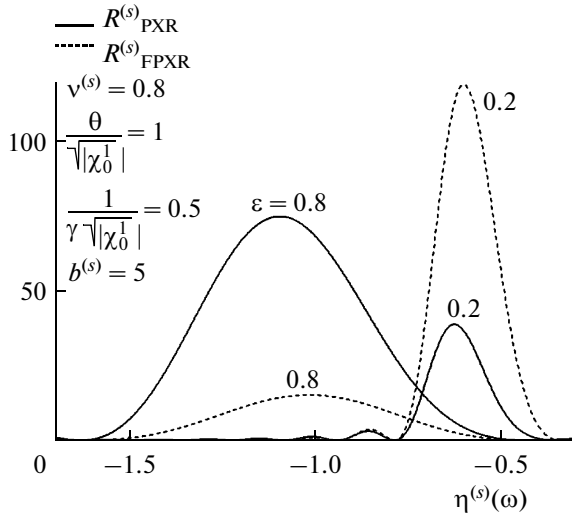 R^(s)_PXR
R^(s)_FPXR
ν^(s) = 0.8
θ/√|χ_0^1| = 1
1/(γ√|χ_0^1|) = 0.5
b^(s) = 5
100
50
0
ε = 0.8
0.8
0.2
0.2
−1.5
−1.0
−0.5
η^(s)(ω)